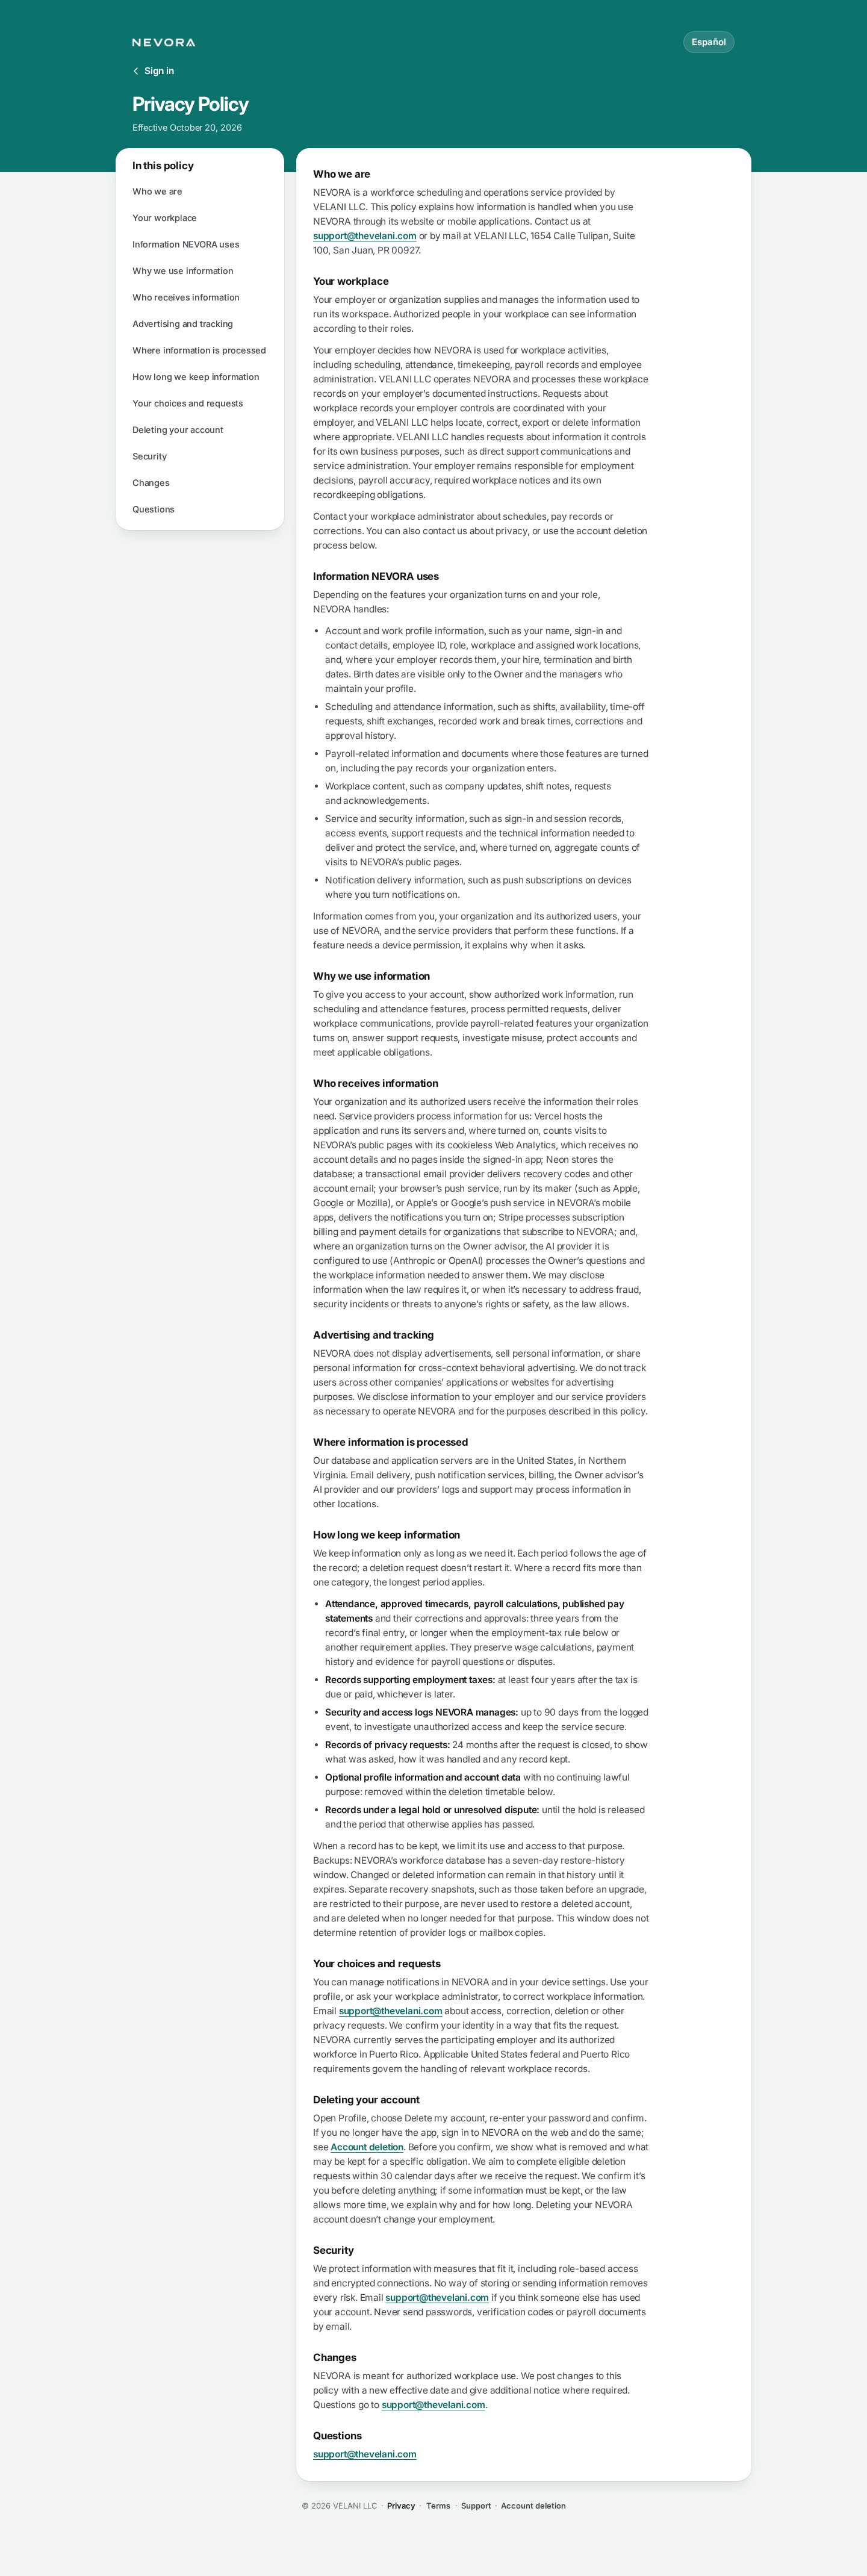 NEVORA
Español
Sign in
Privacy Policy
Effective October 20, 2026
In this policy
Who we are
Your workplace
Information NEVORA uses
Why we use information
Who receives information
Advertising and tracking
Where information is processed
How long we keep information
Your choices and requests
Deleting your account
Security
Changes
Questions
Who we are
NEVORA is a workforce scheduling and operations service provided by
VELANI LLC. This policy explains how information is handled when you use
NEVORA through its website or mobile applications. Contact us at
support@thevelani.com or by mail at VELANI LLC, 1654 Calle Tulipan, Suite
100, San Juan, PR 00927.
Your workplace
Your employer or organization supplies and manages the information used to
run its workspace. Authorized people in your workplace can see information
according to their roles.
Your employer decides how NEVORA is used for workplace activities,
including scheduling, attendance, timekeeping, payroll records and employee
administration. VELANI LLC operates NEVORA and processes these workplace
records on your employer's documented instructions. Requests about
workplace records your employer controls are coordinated with your
employer, and VELANI LLC helps locate, correct, export or delete information
where appropriate. VELANI LLC handles requests about information it controls
for its own business purposes, such as direct support communications and
service administration. Your employer remains responsible for employment
decisions, payroll accuracy, required workplace notices and its own
recordkeeping obligations.
Contact your workplace administrator about schedules, pay records or
corrections. You can also contact us about privacy, or use the account deletion
process below.
Information NEVORA uses
Depending on the features your organization turns on and your role,
NEVORA handles:
• Account and work profile information, such as your name, sign-in and
contact details, employee ID, role, workplace and assigned work locations,
and, where your employer records them, your hire, termination and birth
dates. Birth dates are visible only to the Owner and the managers who
maintain your profile.
• Scheduling and attendance information, such as shifts, availability, time-off
requests, shift exchanges, recorded work and break times, corrections and
approval history.
• Payroll-related information and documents where those features are turned
on, including the pay records your organization enters.
• Workplace content, such as company updates, shift notes, requests
and acknowledgements.
• Service and security information, such as sign-in and session records,
access events, support requests and the technical information needed to
deliver and protect the service, and, where turned on, aggregate counts of
visits to NEVORA's public pages.
• Notification delivery information, such as push subscriptions on devices
where you turn notifications on.
Information comes from you, your organization and its authorized users, your
use of NEVORA, and the service providers that perform these functions. If a
feature needs a device permission, it explains why when it asks.
Why we use information
To give you access to your account, show authorized work information, run
scheduling and attendance features, process permitted requests, deliver
workplace communications, provide payroll-related features your organization
turns on, answer support requests, investigate misuse, protect accounts and
meet applicable obligations.
Who receives information
Your organization and its authorized users receive the information their roles
need. Service providers process information for us: Vercel hosts the
application and runs its servers and, where turned on, counts visits to
NEVORA's public pages with its cookieless Web Analytics, which receives no
account details and no pages inside the signed-in app; Neon stores the
database; a transactional email provider delivers recovery codes and other
account email; your browser's push service, run by its maker (such as Apple,
Google or Mozilla), or Apple's or Google's push service in NEVORA's mobile
apps, delivers the notifications you turn on; Stripe processes subscription
billing and payment details for organizations that subscribe to NEVORA; and,
where an organization turns on the Owner advisor, the AI provider it is
configured to use (Anthropic or OpenAI) processes the Owner's questions and
the workplace information needed to answer them. We may disclose
information when the law requires it, or when it's necessary to address fraud,
security incidents or threats to anyone's rights or safety, as the law allows.
Advertising and tracking
NEVORA does not display advertisements, sell personal information, or share
personal information for cross-context behavioral advertising. We do not track
users across other companies' applications or websites for advertising
purposes. We disclose information to your employer and our service providers
as necessary to operate NEVORA and for the purposes described in this policy.
Where information is processed
Our database and application servers are in the United States, in Northern
Virginia. Email delivery, push notification services, billing, the Owner advisor's
AI provider and our providers' logs and support may process information in
other locations.
How long we keep information
We keep information only as long as we need it. Each period follows the age of
the record; a deletion request doesn't restart it. Where a record fits more than
one category, the longest period applies.
• Attendance, approved timecards, payroll calculations, published pay
statements and their corrections and approvals: three years from the
record's final entry, or longer when the employment-tax rule below or
another requirement applies. They preserve wage calculations, payment
history and evidence for payroll questions or disputes.
• Records supporting employment taxes: at least four years after the tax is
due or paid, whichever is later.
• Security and access logs NEVORA manages: up to 90 days from the logged
event, to investigate unauthorized access and keep the service secure.
• Records of privacy requests: 24 months after the request is closed, to show
what was asked, how it was handled and any record kept.
• Optional profile information and account data with no continuing lawful
purpose: removed within the deletion timetable below.
• Records under a legal hold or unresolved dispute: until the hold is released
and the period that otherwise applies has passed.
When a record has to be kept, we limit its use and access to that purpose.
Backups: NEVORA's workforce database has a seven-day restore-history
window. Changed or deleted information can remain in that history until it
expires. Separate recovery snapshots, such as those taken before an upgrade,
are restricted to their purpose, are never used to restore a deleted account,
and are deleted when no longer needed for that purpose. This window does not
determine retention of provider logs or mailbox copies.
Your choices and requests
You can manage notifications in NEVORA and in your device settings. Use your
profile, or ask your workplace administrator, to correct workplace information.
Email support@thevelani.com about access, correction, deletion or other
privacy requests. We confirm your identity in a way that fits the request.
NEVORA currently serves the participating employer and its authorized
workforce in Puerto Rico. Applicable United States federal and Puerto Rico
requirements govern the handling of relevant workplace records.
Deleting your account
Open Profile, choose Delete my account, re-enter your password and confirm.
If you no longer have the app, sign in to NEVORA on the web and do the same;
see Account deletion. Before you confirm, we show what is removed and what
may be kept for a specific obligation. We aim to complete eligible deletion
requests within 30 calendar days after we receive the request. We confirm it's
you before deleting anything; if some information must be kept, or the law
allows more time, we explain why and for how long. Deleting your NEVORA
account doesn't change your employment.
Security
We protect information with measures that fit it, including role-based access
and encrypted connections. No way of storing or sending information removes
every risk. Email support@thevelani.com if you think someone else has used
your account. Never send passwords, verification codes or payroll documents
by email.
Changes
NEVORA is meant for authorized workplace use. We post changes to this
policy with a new effective date and give additional notice where required.
Questions go to support@thevelani.com.
Questions
support@thevelani.com
© 2026 VELANI LLC · Privacy · Terms · Support · Account deletion